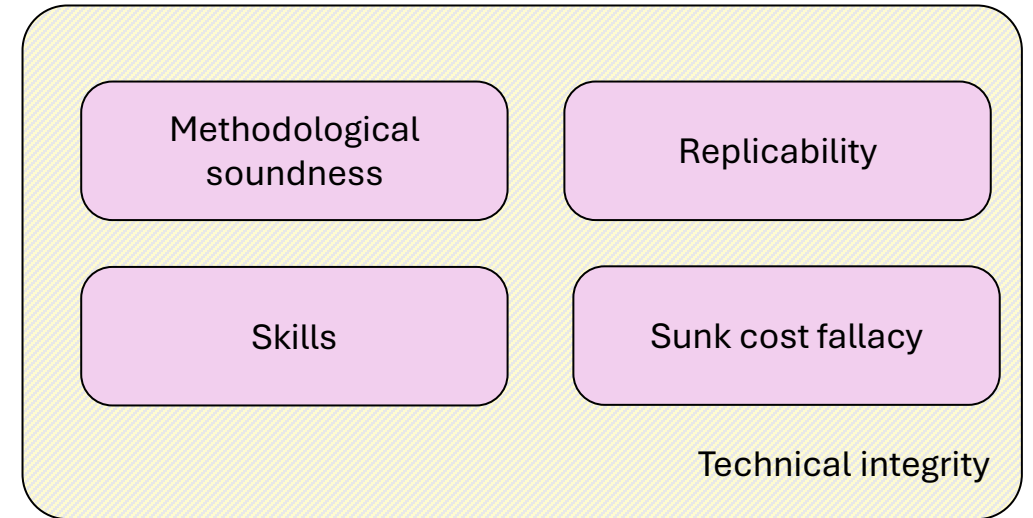 Methodological
soundness
Replicability
Skills
Sunk cost fallacy
Technical integrity